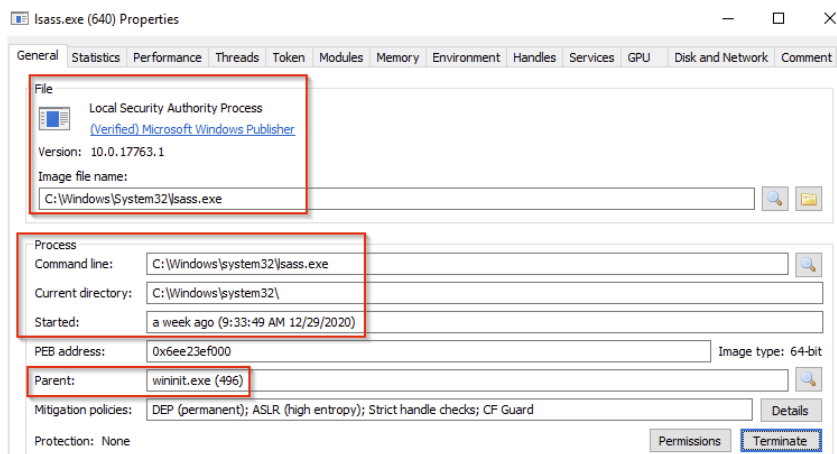 lsass.exe (640) Properties
General Statistics Performance Threads Token Modules Memory Environment Handles Services GPU Disk and Network Comment
File
Local Security Authority Process
(Verified) Microsoft Windows Publisher
Version: 10.0.17763.1
Image file name:
C:\Windows\System32\lsass.exe
Process
Command line: C:\Windows\system32\lsass.exe
Current directory: C:\Windows\system32\
Started: a week ago (9:33:49 AM 12/29/2020)
PEB address: 0x6ee23ef000 Image type: 64-bit
Parent: wininit.exe (496)
Mitigation policies: DEP (permanent); ASLR (high entropy); Strict handle checks; CF Guard Details
Protection: None Permissions Terminate